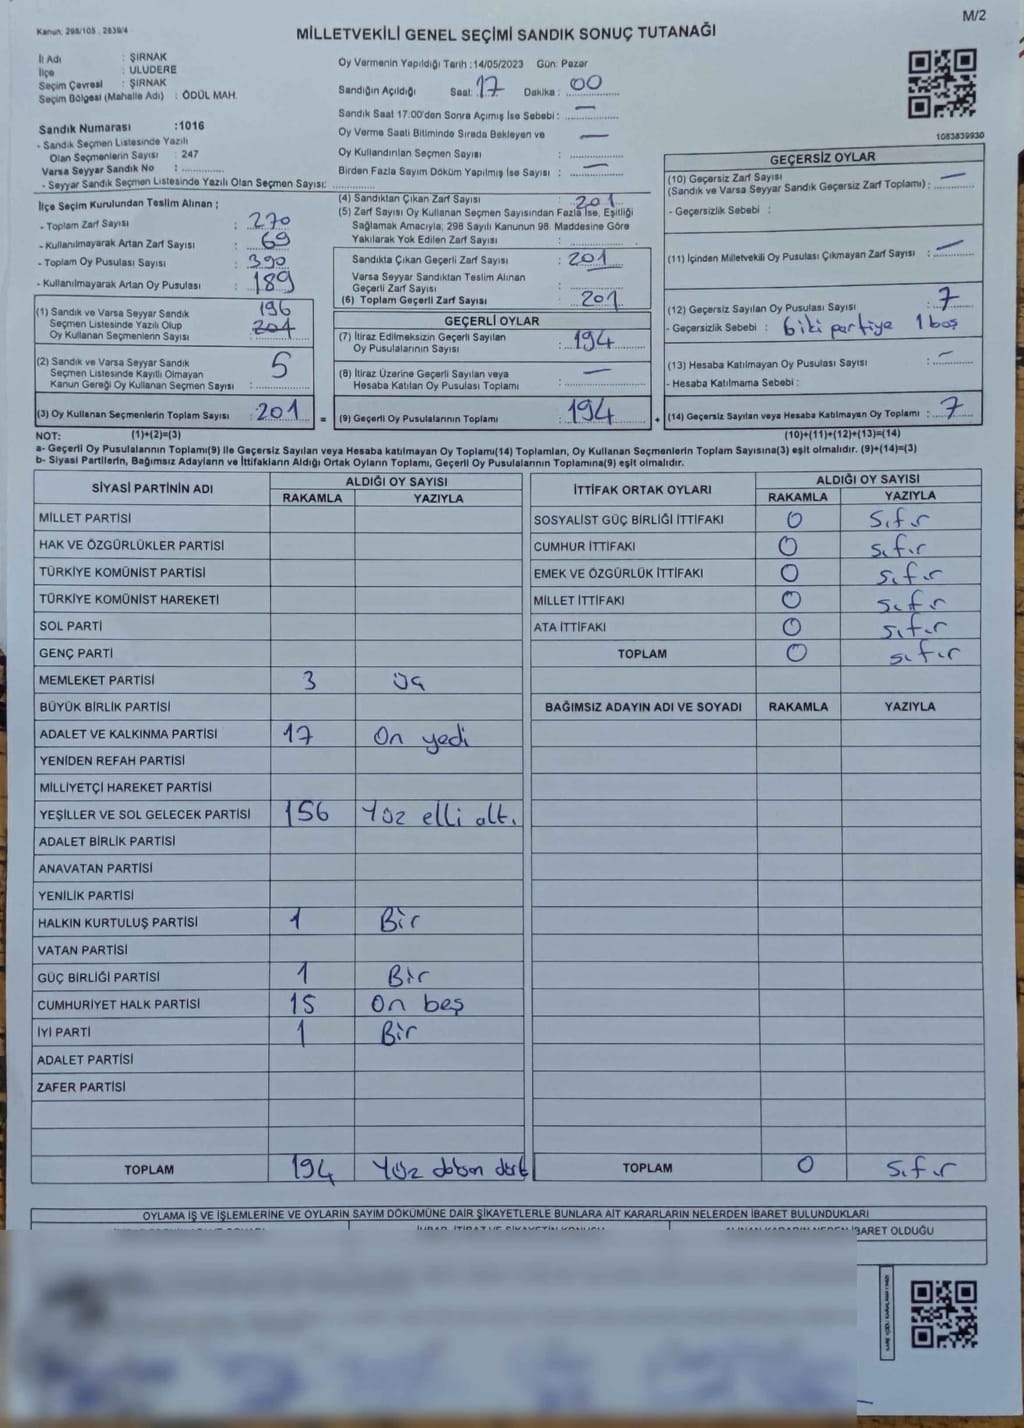 M/2
Kanun, 298/105 , 2839/4
MİLLETVEKİLİ GENEL SEÇİMİ SANDIK SONUÇ TUTANAĞI
İl Adı : ŞIRNAK
İlçe : ULUDERE
Seçim Çevresi : ŞIRNAK
Seçim Bölgesi (Mahalle Adı) : ÖDÜL MAH.
Sandık Numarası :1016
- Sandık Seçmen Listesinde Yazılı
Olan Seçmenlerin Sayısı : 247
Varsa Seyyar Sandık No :
- Seyyar Sandık Seçmen Listesinde Yazılı Olan Seçmen Sayısı:
Oy Vermenin Yapıldığı Tarih :14/05/2023 Gün: Pazar
Sandığın Açıldığı Saat: 17 Dakika : 00
Sandık Saat 17:00'dan Sonra Açımış İse Sebebi : —
Oy Verme Saati Bitiminde Sırada Bekleyen ve —
Oy Kullandırılan Seçmen Sayısı :
Birden Fazla Sayım Döküm Yapılmış İse Sayısı : —
1083839930
İlçe Seçim Kurulundan Teslim Alınan ;
- Toplam Zarf Sayısı : 270
- Kullanılmayarak Artan Zarf Sayısı : 69
- Toplam Oy Pusulası Sayısı : 390
- Kullanılmayarak Artan Oy Pusulası : 189
(1) Sandık ve Varsa Seyyar Sandık 196
Seçmen Listesinde Yazılı Olup 201
Oy Kullanan Seçmenlerin Sayısı :
(2) Sandık ve Varsa Seyyar Sandık
Seçmen Listesinde Kayıtlı Olmayan 5
Kanun Gereği Oy Kullanan Seçmen Sayısı :
(3) Oy Kullanan Seçmenlerin Toplam Sayısı : 201 =
(4) Sandıktan Çıkan Zarf Sayısı : 201
(5) Zarf Sayısı Oy Kullanan Seçmen Sayısından Fazla İse, Eşitliği
Sağlamak Amacıyla; 298 Sayılı Kanunun 98. Maddesine Göre
Yakılarak Yok Edilen Zarf Sayısı :
Sandıkta Çıkan Geçerli Zarf Sayısı : 201
Varsa Seyyar Sandıktan Teslim Alınan
Geçerli Zarf Sayısı :
(6) Toplam Geçerli Zarf Sayısı : 201
GEÇERLİ OYLAR
(7) İtiraz Edilmeksizin Geçerli Sayılan
Oy Pusulalarının Sayısı : 194
(8) İtiraz Üzerine Geçerli Sayılan veya —
Hesaba Katılan Oy Pusulası Toplamı :
(9) Geçerli Oy Pusulalarının Toplamı : 194 +
GEÇERSİZ OYLAR
(10) Geçersiz Zarf Sayısı —
(Sandık ve Varsa Seyyar Sandık Geçersiz Zarf Toplamı) :
- Geçersizlik Sebebi :
(11) İçinden Milletvekili Oy Pusulası Çıkmayan Zarf Sayısı : —
(12) Geçersiz Sayılan Oy Pusulası Sayısı : 7
- Geçersizlik Sebebi : 6 iki partiye 1 boş
(13) Hesaba Katılmayan Oy Pusulası Sayısı : —
- Hesaba Katılmama Sebebi :
(14) Geçersiz Sayılan veya Hesaba Katılmayan Oy Toplamı : 7
NOT: (1)+(2)=(3) (10)+(11)+(12)+(13)=(14)
a- Geçerli Oy Pusulalarının Toplamı(9) ile Geçersiz Sayılan veya Hesaba Katılmayan Oy Toplamı(14) Toplamları, Oy Kullanan Seçmenlerin Toplam Sayısına(3) eşit olmalıdır. (9)+(14)=(3)
b- Siyasi Partilerin, Bağımsız Adayların ve İttifakların Aldığı Ortak Oyların Toplamı, Geçerli Oy Pusulalarının Toplamına(9) eşit olmalıdır.
SİYASİ PARTİNİN ADI ALDIĞI OY SAYISI
RAKAMLA YAZIYLA
MİLLET PARTİSİ
HAK VE ÖZGÜRLÜKLER PARTİSİ
TÜRKİYE KOMÜNİST PARTİSİ
TÜRKİYE KOMÜNİST HAREKETİ
SOL PARTİ
GENÇ PARTİ
MEMLEKET PARTİSİ 3 üç
BÜYÜK BİRLİK PARTİSİ
ADALET VE KALKINMA PARTİSİ 17 On yedi
YENİDEN REFAH PARTİSİ
MİLLİYETÇİ HAREKET PARTİSİ
YEŞİLLER VE SOL GELECEK PARTİSİ 156 Yüz elli altı
ADALET BİRLİK PARTİSİ
ANAVATAN PARTİSİ
YENİLİK PARTİSİ
HALKIN KURTULUŞ PARTİSİ 1 Bir
VATAN PARTİSİ
GÜÇ BİRLİĞİ PARTİSİ 1 Bir
CUMHURİYET HALK PARTİSİ 15 On beş
İYİ PARTİ 1 Bir
ADALET PARTİSİ
ZAFER PARTİSİ
TOPLAM 194 Yüz doksan dört
İTTİFAK ORTAK OYLARI ALDIĞI OY SAYISI
RAKAMLA YAZIYLA
SOSYALİST GÜÇ BİRLİĞİ İTTİFAKI 0 Sıfır
CUMHUR İTTİFAKI 0 Sıfır
EMEK VE ÖZGÜRLÜK İTTİFAKI 0 Sıfır
MİLLET İTTİFAKI 0 Sıfır
ATA İTTİFAKI 0 Sıfır
TOPLAM 0 sıfır
BAĞIMSIZ ADAYIN ADI VE SOYADI RAKAMLA YAZIYLA
TOPLAM 0 Sıfır
OYLAMA İŞ VE İŞLEMLERİNE VE OYLARIN SAYIM DÖKÜMÜNE DAİR ŞİKAYETLERLE BUNLARA AİT KARARLARIN NELERDEN İBARET BULUNDUKLARI
İBARET OLDUĞU